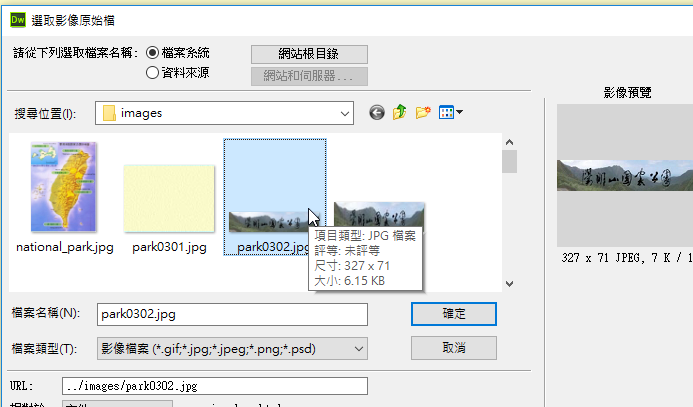 Dw 選取影像原始檔
請從下列選取檔案名稱: 檔案系統
資料來源
網站根目錄
網站和伺服器...
搜尋位置(I): images
national_park.jpg
park0301.jpg
park0302.jpg
項目類型: JPG 檔案
評等: 未評等
尺寸: 327 x 71
大小: 6.15 KB
檔案名稱(N): park0302.jpg
確定
檔案類型(T): 影像檔案 (*.gif;*.jpg;*.jpeg;*.png;*.psd)
取消
URL: ../images/park0302.jpg
影像預覽
327 x 71 JPEG, 7 K / 1